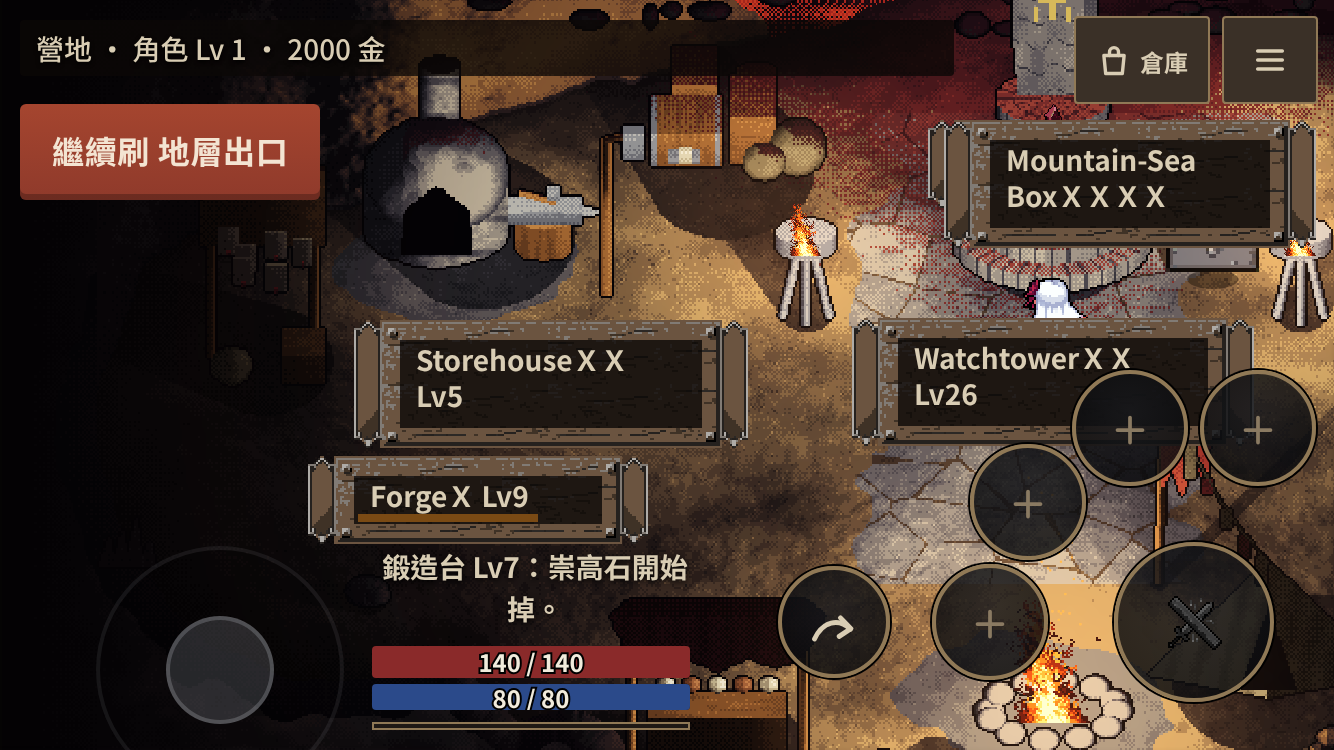 營地 • 角色 Lv 1 • 2000 金
倉庫
繼續刷 地層出口
Mountain-Sea
Box X X X X
Storehouse X X
Lv5
Watchtower X X
Lv26
Forge X Lv9
鍛造台 Lv7：崇高石開始
掉。
140 / 140
80 / 80